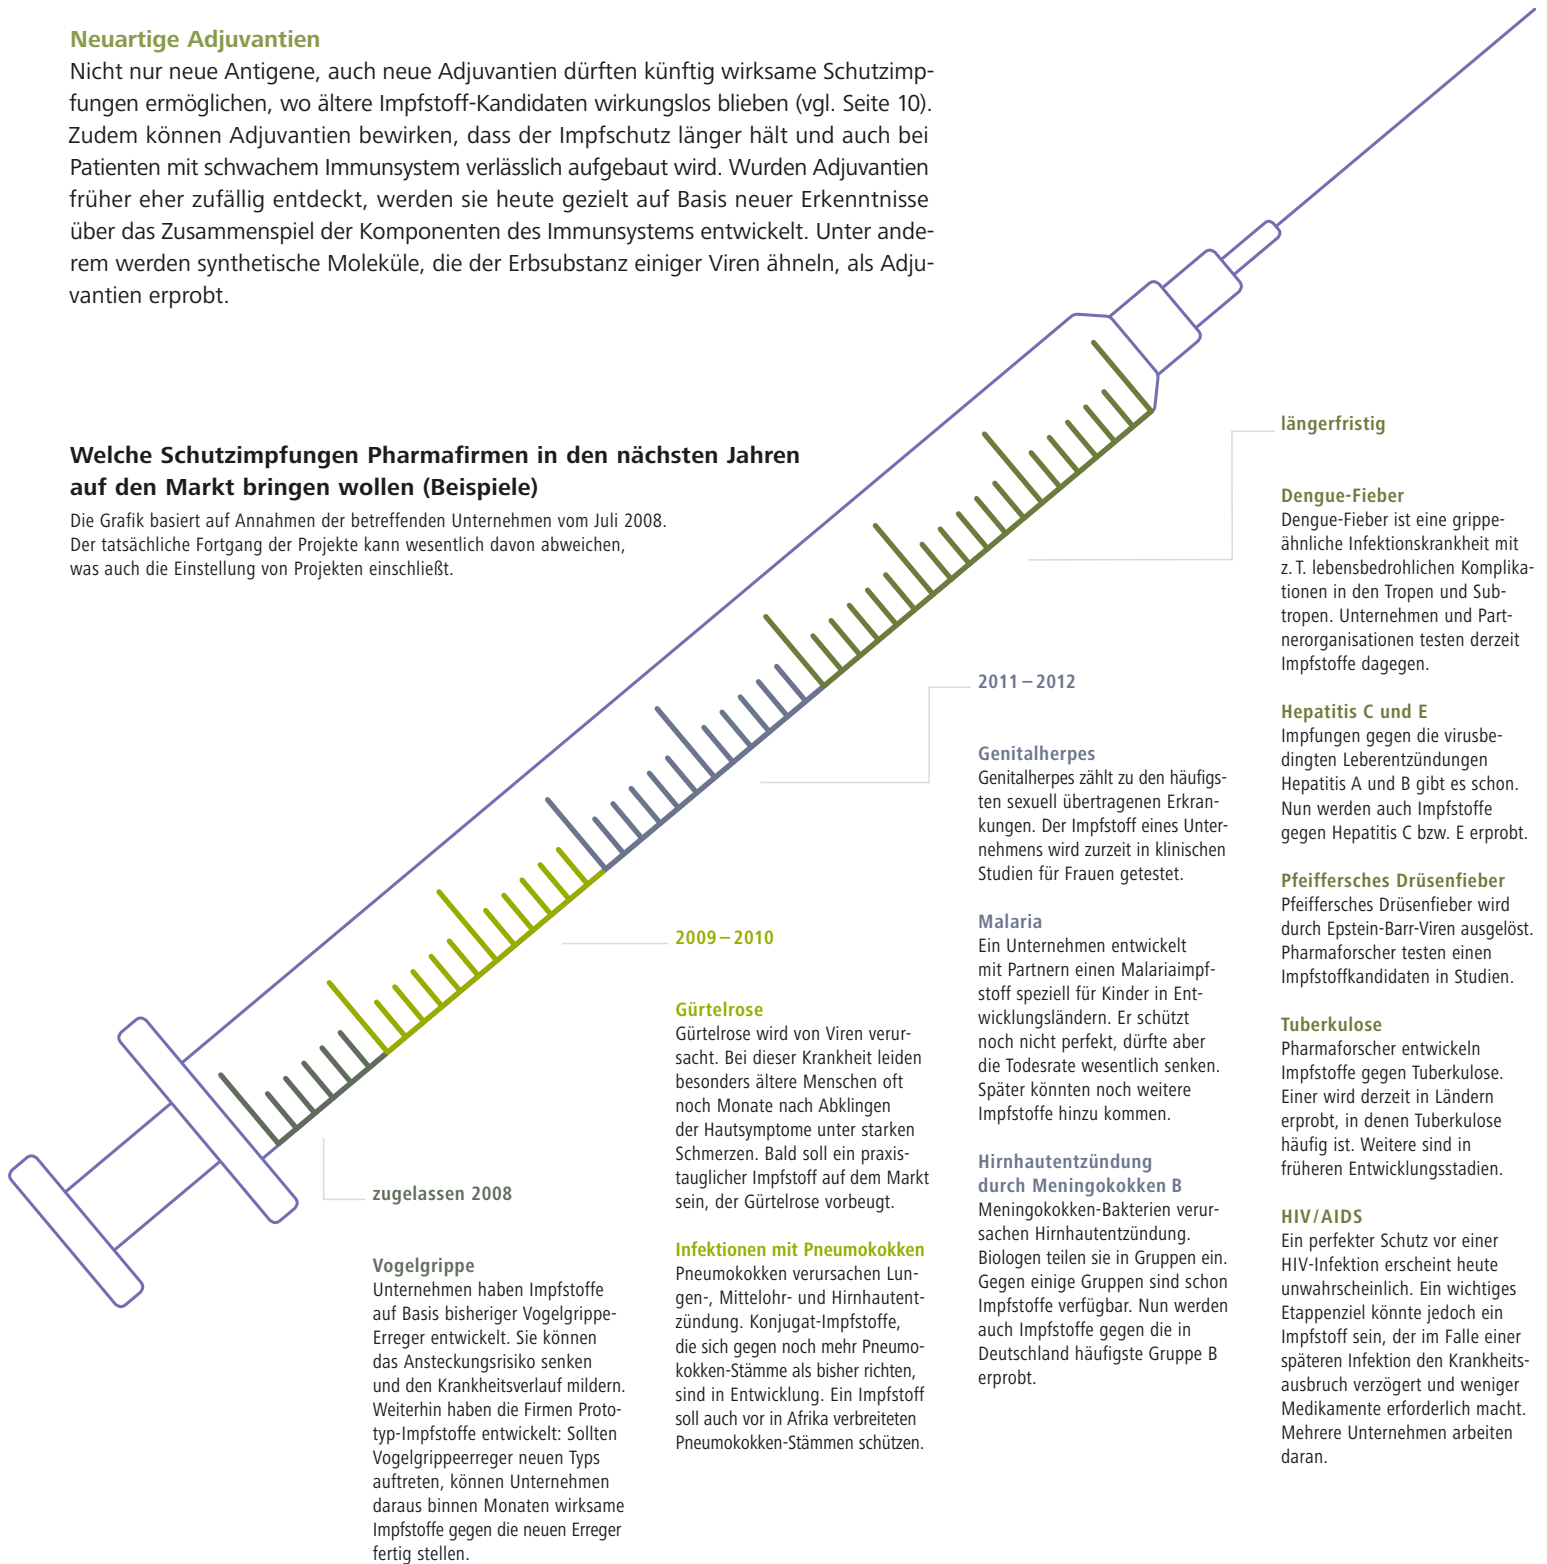 Neuartige Adjuvantien
Nicht nur neue Antigene, auch neue Adjuvantien dürften künftig wirksame Schutzimp-
fungen ermöglichen, wo ältere Impfstoff-Kandidaten wirkungslos blieben (vgl. Seite 10).
Zudem können Adjuvantien bewirken, dass der Impfschutz länger hält und auch bei
Patienten mit schwachem Immunsystem verlässlich aufgebaut wird. Wurden Adjuvantien
früher eher zufällig entdeckt, werden sie heute gezielt auf Basis neuer Erkenntnisse
über das Zusammenspiel der Komponenten des Immunsystems entwickelt. Unter ande-
rem werden synthetische Moleküle, die der Erbsubstanz einiger Viren ähneln, als Adju-
vantien erprobt.
Welche Schutzimpfungen Pharmafirmen in den nächsten Jahren
auf den Markt bringen wollen (Beispiele)
Die Grafik basiert auf Annahmen der betreffenden Unternehmen vom Juli 2008.
Der tatsächliche Fortgang der Projekte kann wesentlich davon abweichen,
was auch die Einstellung von Projekten einschließt.
zugelassen 2008
Vogelgrippe
Unternehmen haben Impfstoffe
auf Basis bisheriger Vogelgrippe-
Erreger entwickelt. Sie können
das Ansteckungsrisiko senken
und den Krankheitsverlauf mildern.
Weiterhin haben die Firmen Proto-
typ-Impfstoffe entwickelt: Sollten
Vogelgrippeerreger neuen Typs
auftreten, können Unternehmen
daraus binnen Monaten wirksame
Impfstoffe gegen die neuen Erreger
fertig stellen.
2009 – 2010
Gürtelrose
Gürtelrose wird von Viren verur-
sacht. Bei dieser Krankheit leiden
besonders ältere Menschen oft
noch Monate nach Abklingen
der Hautsymptome unter starken
Schmerzen. Bald soll ein praxis-
tauglicher Impfstoff auf dem Markt
sein, der Gürtelrose vorbeugt.
Infektionen mit Pneumokokken
Pneumokokken verursachen Lun-
gen-, Mittelohr- und Hirnhautent-
zündung. Konjugat-Impfstoffe,
die sich gegen noch mehr Pneumo-
kokken-Stämme als bisher richten,
sind in Entwicklung. Ein Impfstoff
soll auch vor in Afrika verbreiteten
Pneumokokken-Stämmen schützen.
2011 – 2012
Genitalherpes
Genitalherpes zählt zu den häufigs-
ten sexuell übertragenen Erkran-
kungen. Der Impfstoff eines Unter-
nehmens wird zurzeit in klinischen
Studien für Frauen getestet.
Malaria
Ein Unternehmen entwickelt
mit Partnern einen Malariaimpf-
stoff speziell für Kinder in Ent-
wicklungsländern. Er schützt
noch nicht perfekt, dürfte aber
die Todesrate wesentlich senken.
Später könnten noch weitere
Impfstoffe hinzu kommen.
Hirnhautentzündung
durch Meningokokken B
Meningokokken-Bakterien verur-
sachen Hirnhautentzündung.
Biologen teilen sie in Gruppen ein.
Gegen einige Gruppen sind schon
Impfstoffe verfügbar. Nun werden
auch Impfstoffe gegen die in
Deutschland häufigste Gruppe B
erprobt.
längerfristig
Dengue-Fieber
Dengue-Fieber ist eine grippe-
ähnliche Infektionskrankheit mit
z. T. lebensbedrohlichen Komplika-
tionen in den Tropen und Sub-
tropen. Unternehmen und Part-
nerorganisationen testen derzeit
Impfstoffe dagegen.
Hepatitis C und E
Impfungen gegen die virusbe-
dingten Leberentzündungen
Hepatitis A und B gibt es schon.
Nun werden auch Impfstoffe
gegen Hepatitis C bzw. E erprobt.
Pfeiffersches Drüsenfieber
Pfeiffersches Drüsenfieber wird
durch Epstein-Barr-Viren ausgelöst.
Pharmaforscher testen einen
Impfstoffkandidaten in Studien.
Tuberkulose
Pharmaforscher entwickeln
Impfstoffe gegen Tuberkulose.
Einer wird derzeit in Ländern
erprobt, in denen Tuberkulose
häufig ist. Weitere sind in
früheren Entwicklungsstadien.
HIV / AIDS
Ein perfekter Schutz vor einer
HIV-Infektion erscheint heute
unwahrscheinlich. Ein wichtiges
Etappenziel könnte jedoch ein
Impfstoff sein, der im Falle einer
späteren Infektion den Krankheits-
ausbruch verzögert und weniger
Medikamente erforderlich macht.
Mehrere Unternehmen arbeiten
daran.